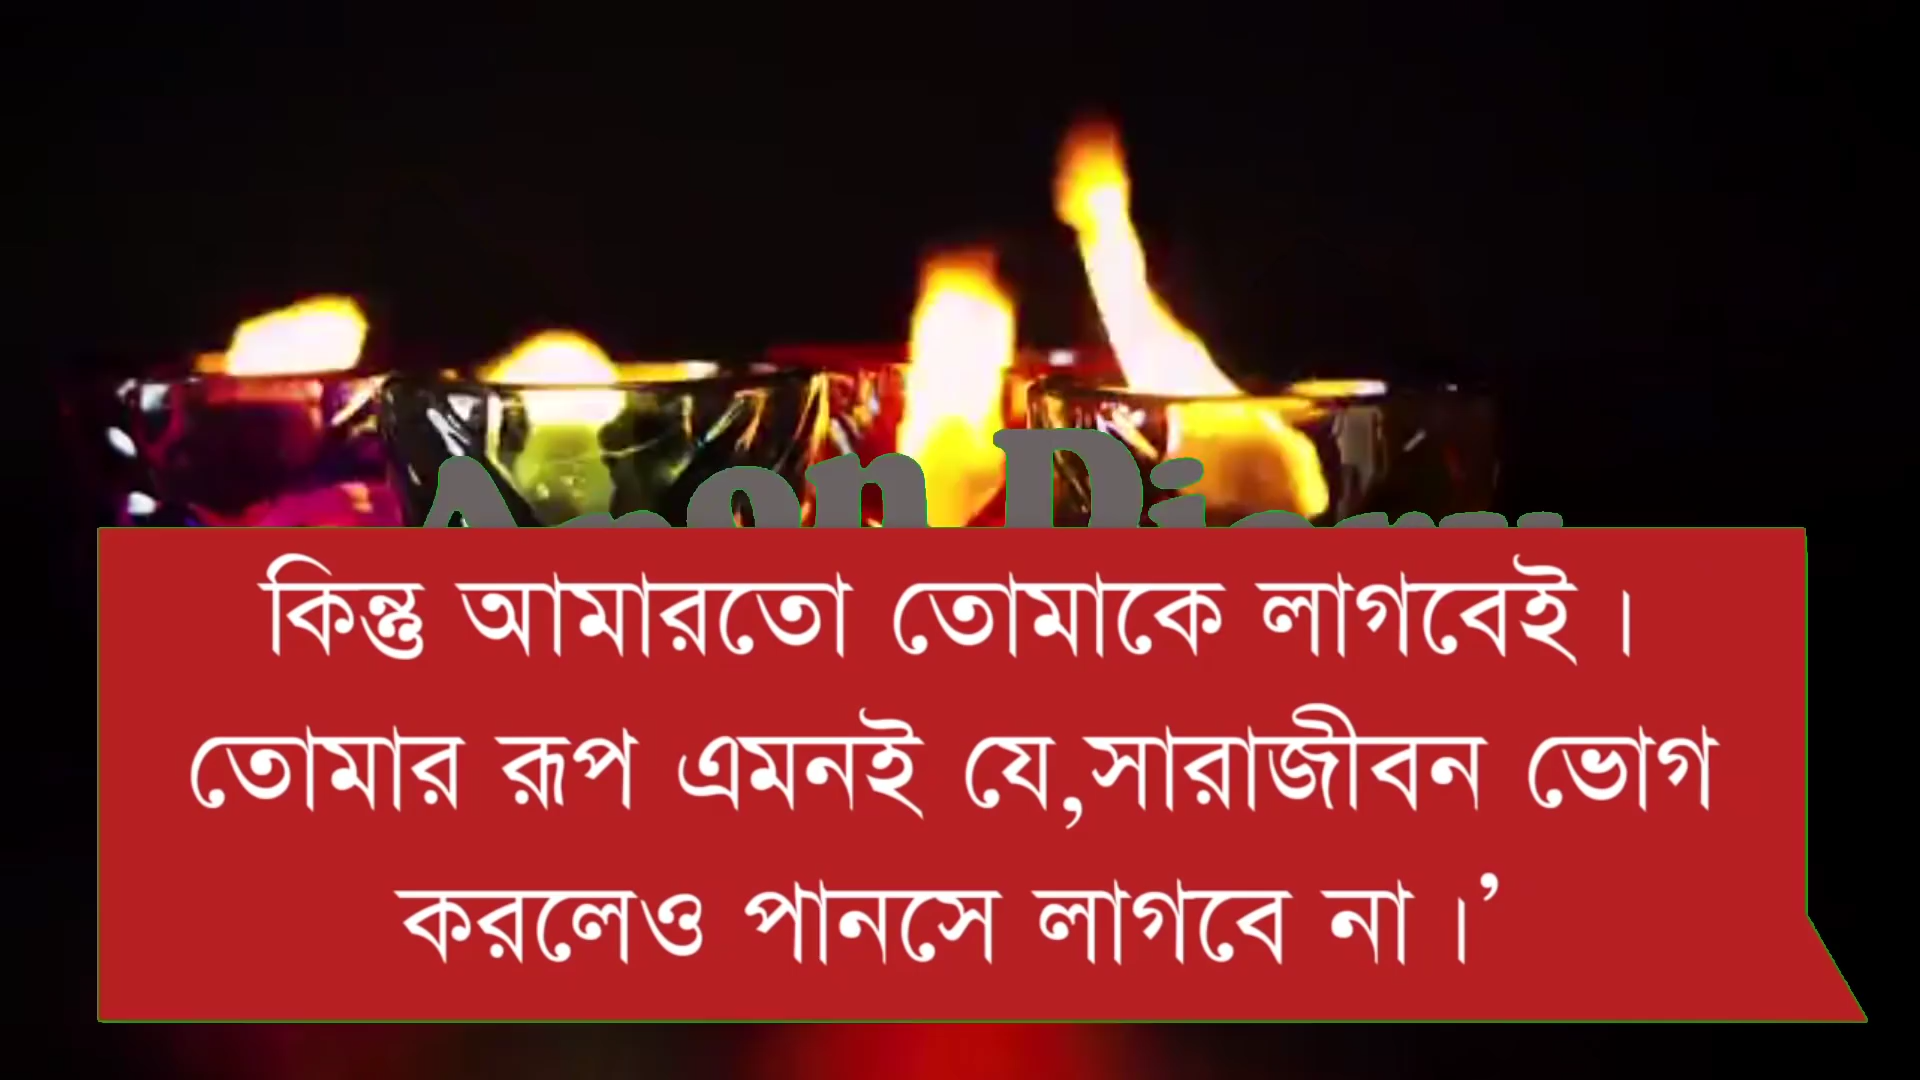 কিন্তু আমারতো তোমাকে লাগবেই ।
তোমার রূপ এমনই যে,সারাজীবন ভোগ
করলেও পানসে লাগবে না ।’